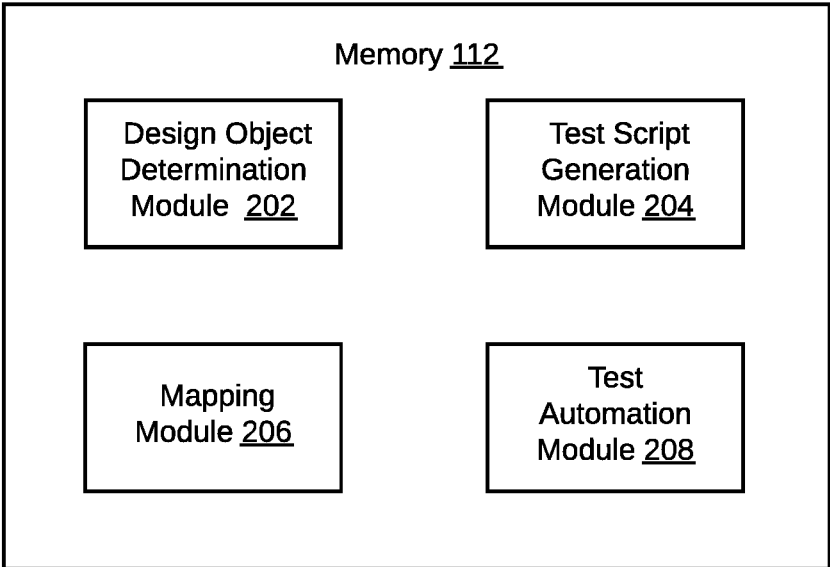 Memory 112
Design Object
Determination
Module 202
Test Script
Generation
Module 204
Mapping
Module 206
Test
Automation
Module 208